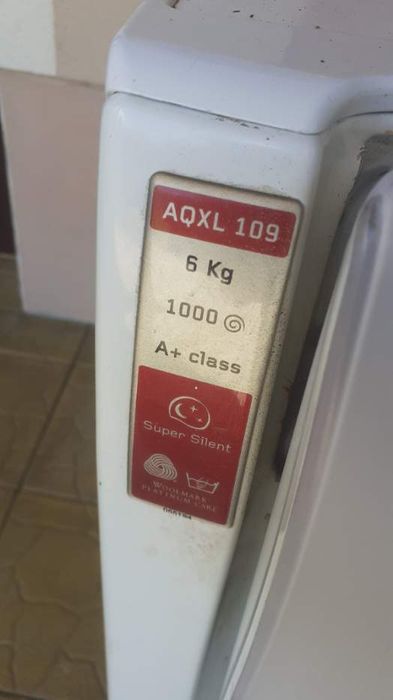 AQXL 109
6 Kg
1000
A+ class
Super Silent
WOOLMARK
PLATINUM CARE